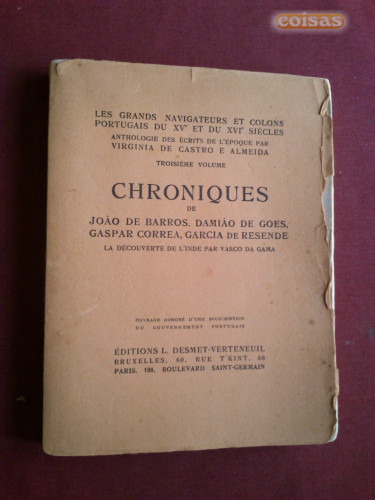 coisas
LES GRANDS NAVIGATEURS ET COLONS
PORTUGAIS DU XVe ET DU XVIe SIÈCLES
ANTHOLOGIE DES ÉCRITS DE L'ÉPOQUE PAR
VIRGINIA DE CASTRO E ALMEIDA
TROISIÈME VOLUME
CHRONIQUES
DE
JOÃO DE BARROS, DAMIÃO DE GOES,
GASPAR CORREA, GARCIA DE RESENDE
LA DÉCOUVERTE DE L'INDE PAR VASCO DA GAMA
OUVRAGE HONORÉ D'UNE SOUSCRIPTION
DU GOUVERNEMENT PORTUGAIS
ÉDITIONS L. DESMET-VERTENEUIL
BRUXELLES, 60, RUE T'KINT, 68
PARIS, 196, BOULEVARD SAINT-GERMAIN